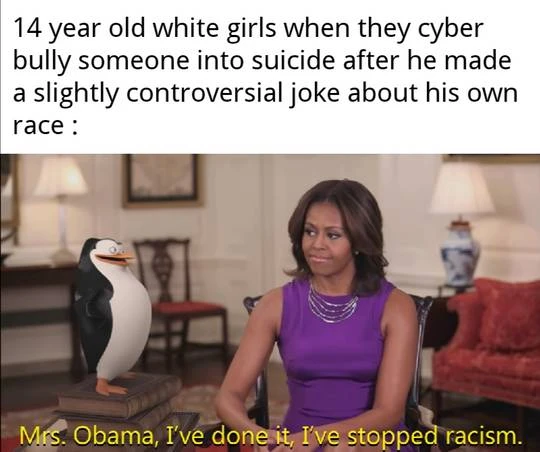 14 year old white girls when they cyber
bully someone into suicide after he made
a slightly controversial joke about his own
race :
Mrs. Obama, I've done it, I've stopped racism.